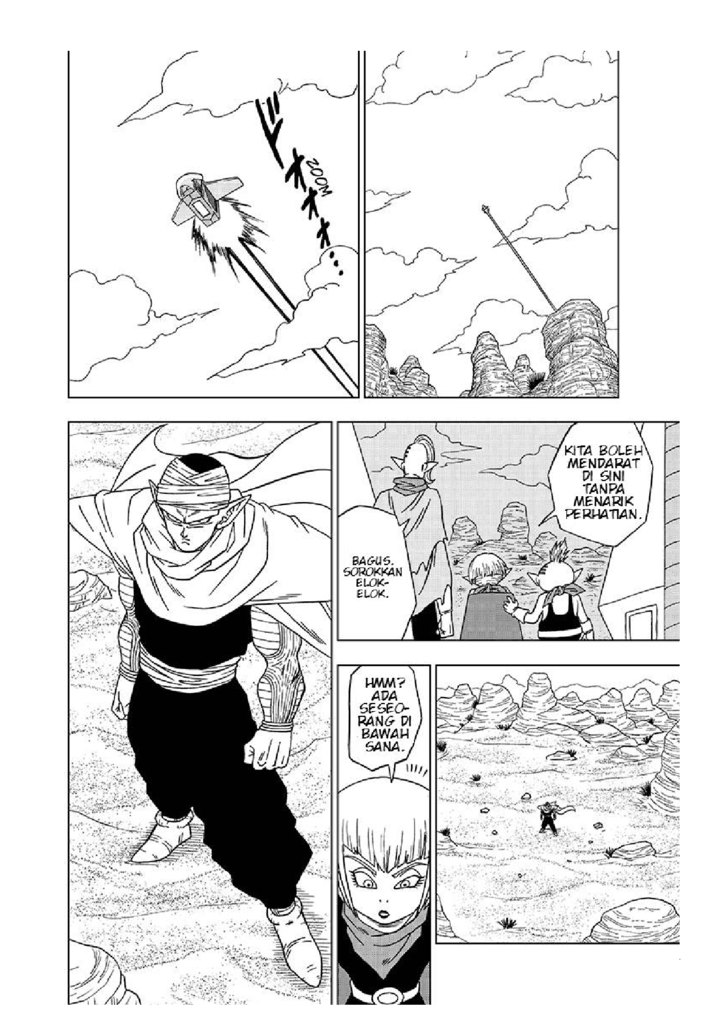 ドオオオ...
ZOOM
KITA BOLEH
MENDARAT
DI SINI
TANPA
MENARIK
PERHATIAN.
BAGUS.
SOROKKAN
ELOK-
ELOK.
HMM?
ADA
SESEO-
RANG DI
BAWAH
SANA.